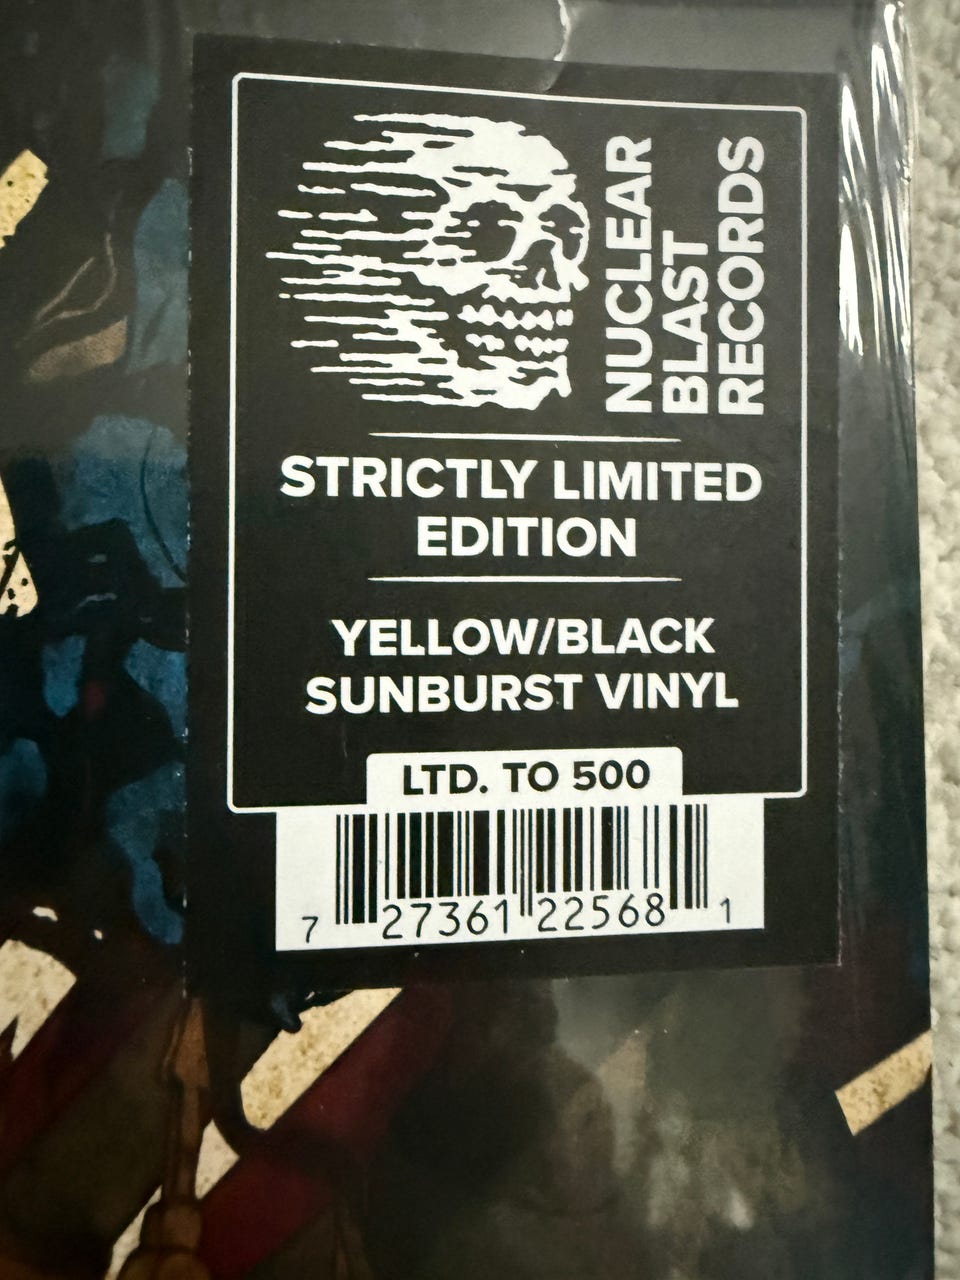 NUCLEAR
BLAST
RECORDS
STRICTLY LIMITED
EDITION
YELLOW/BLACK
SUNBURST VINYL
LTD. TO 500
7 27361 22568 1